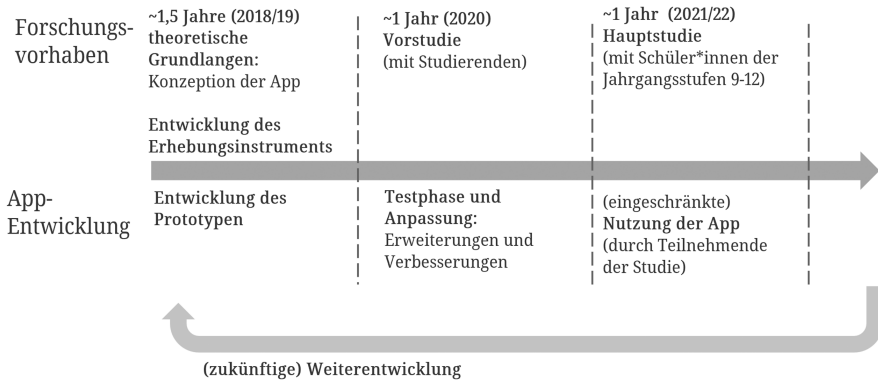 Forschungs-
vorhaben
~1,5 Jahre (2018/19)
theoretische
Grundlangen:
Konzeption der App
Entwicklung des
Erhebungsinstruments
~1 Jahr (2020)
Vorstudie
(mit Studierenden)
~1 Jahr (2021/22)
Hauptstudie
(mit Schüler*innen der
Jahrgangsstufen 9-12)
App-
Entwicklung
Entwicklung des
Prototypen
Testphase und
Anpassung:
Erweiterungen und
Verbesserungen
(eingeschränkte)
Nutzung der App
(durch Teilnehmende
der Studie)
(zukünftige) Weiterentwicklung